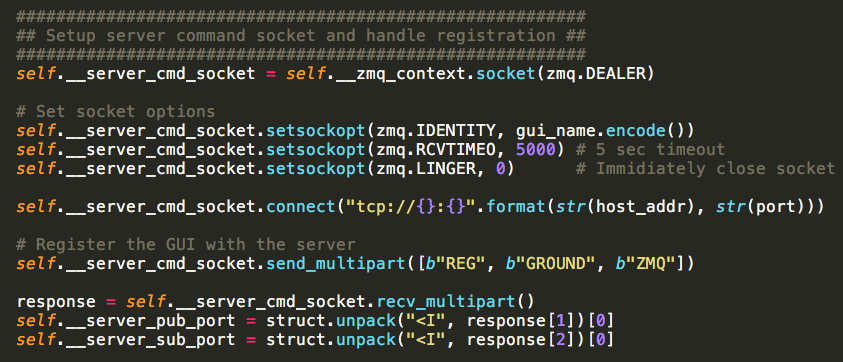 #########################################################
## Setup server command socket and handle registration ##
#########################################################
self.__server_cmd_socket = self.__zmq_context.socket(zmq.DEALER)
# Set socket options
self.__server_cmd_socket.setsockopt(zmq.IDENTITY, gui_name.encode())
self.__server_cmd_socket.setsockopt(zmq.RCVTIMEO, 5000) # 5 sec timeout
self.__server_cmd_socket.setsockopt(zmq.LINGER, 0)      # Immidiately close socket
self.__server_cmd_socket.connect("tcp://{}:{}".format(str(host_addr), str(port)))
# Register the GUI with the server
self.__server_cmd_socket.send_multipart([b"REG", b"GROUND", b"ZMQ"])
response = self.__server_cmd_socket.recv_multipart()
self.__server_pub_port = struct.unpack("<I", response[1])[0]
self.__server_sub_port = struct.unpack("<I", response[2])[0]